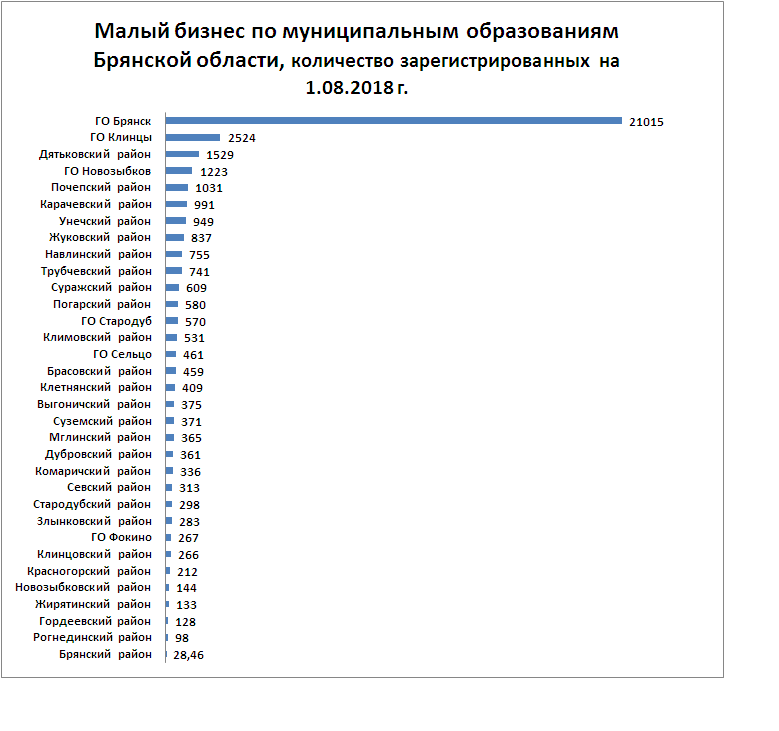 Малый бизнес по муниципальным образованиям
Брянской области, количество зарегистрированных на
1.08.2018 г.
ГО Брянск 21015
ГО Клинцы 2524
Дятьковский район 1529
ГО Новозыбков 1223
Почепский район 1031
Карачевский район 991
Унечский район 949
Жуковский район 837
Навлинский район 755
Трубчевский район 741
Суражский район 609
Погарский район 580
ГО Стародуб 570
Климовский район 531
ГО Сельцо 461
Брасовский район 459
Клетнянский район 409
Выгоничский район 375
Суземский район 371
Мглинский район 365
Дубровский район 361
Комаричский район 336
Севский район 313
Стародубский район 298
Злынковский район 283
ГО Фокино 267
Клинцовский район 266
Красногорский район 212
Новозыбковский район 144
Жирятинский район 133
Гордеевский район 128
Рогнединский район 98
Брянский район 28,46